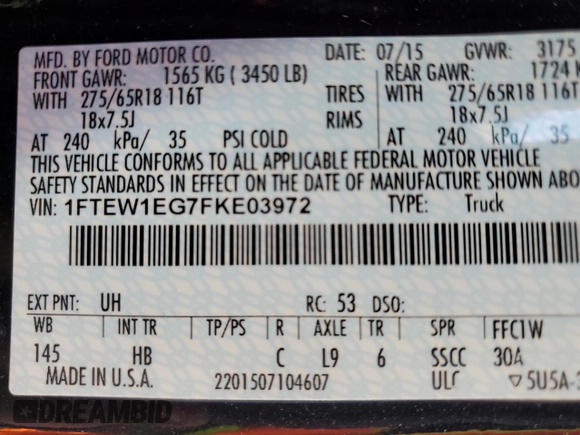 MFD. BY FORD MOTOR CO. DATE: 07/15 GVWR: 3175
FRONT GAWR: 1565 KG ( 3450 LB) REAR GAWR: 1724 K
WITH 275/65R18 116T TIRES WITH 275/65R18 116T
18x7.5J RIMS 18x7.5J
AT 240 kPa/ 35 PSI COLD AT 240 kPa/ 35
THIS VEHICLE CONFORMS TO ALL APPLICABLE FEDERAL MOTOR VEHICLE
SAFETY STANDARDS IN EFFECT ON THE DATE OF MANUFACTURE SHOWN ABO
VIN: 1FTEW1EG7FKE03972 TYPE: Truck
EXT PNT: UH RC: 53 DSO:
WB INT TR TP/PS R AXLE TR SPR FFC1W
145 HB C L9 6 SSCC 30A
MADE IN U.S.A. 2201507104607 ULC ▽5U5A-3
DREAMBID